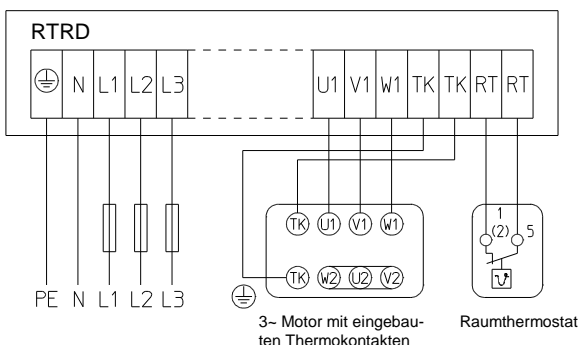 RTRD
N L1 L2 L3 U1 V1 W1 TK TK RT RT
TK U1 V1 W1
1
(2) 5
TK W2 U2 V2
PE N L1 L2 L3
3~ Motor mit eingebau-
ten Thermokontakten
Raumthermostat